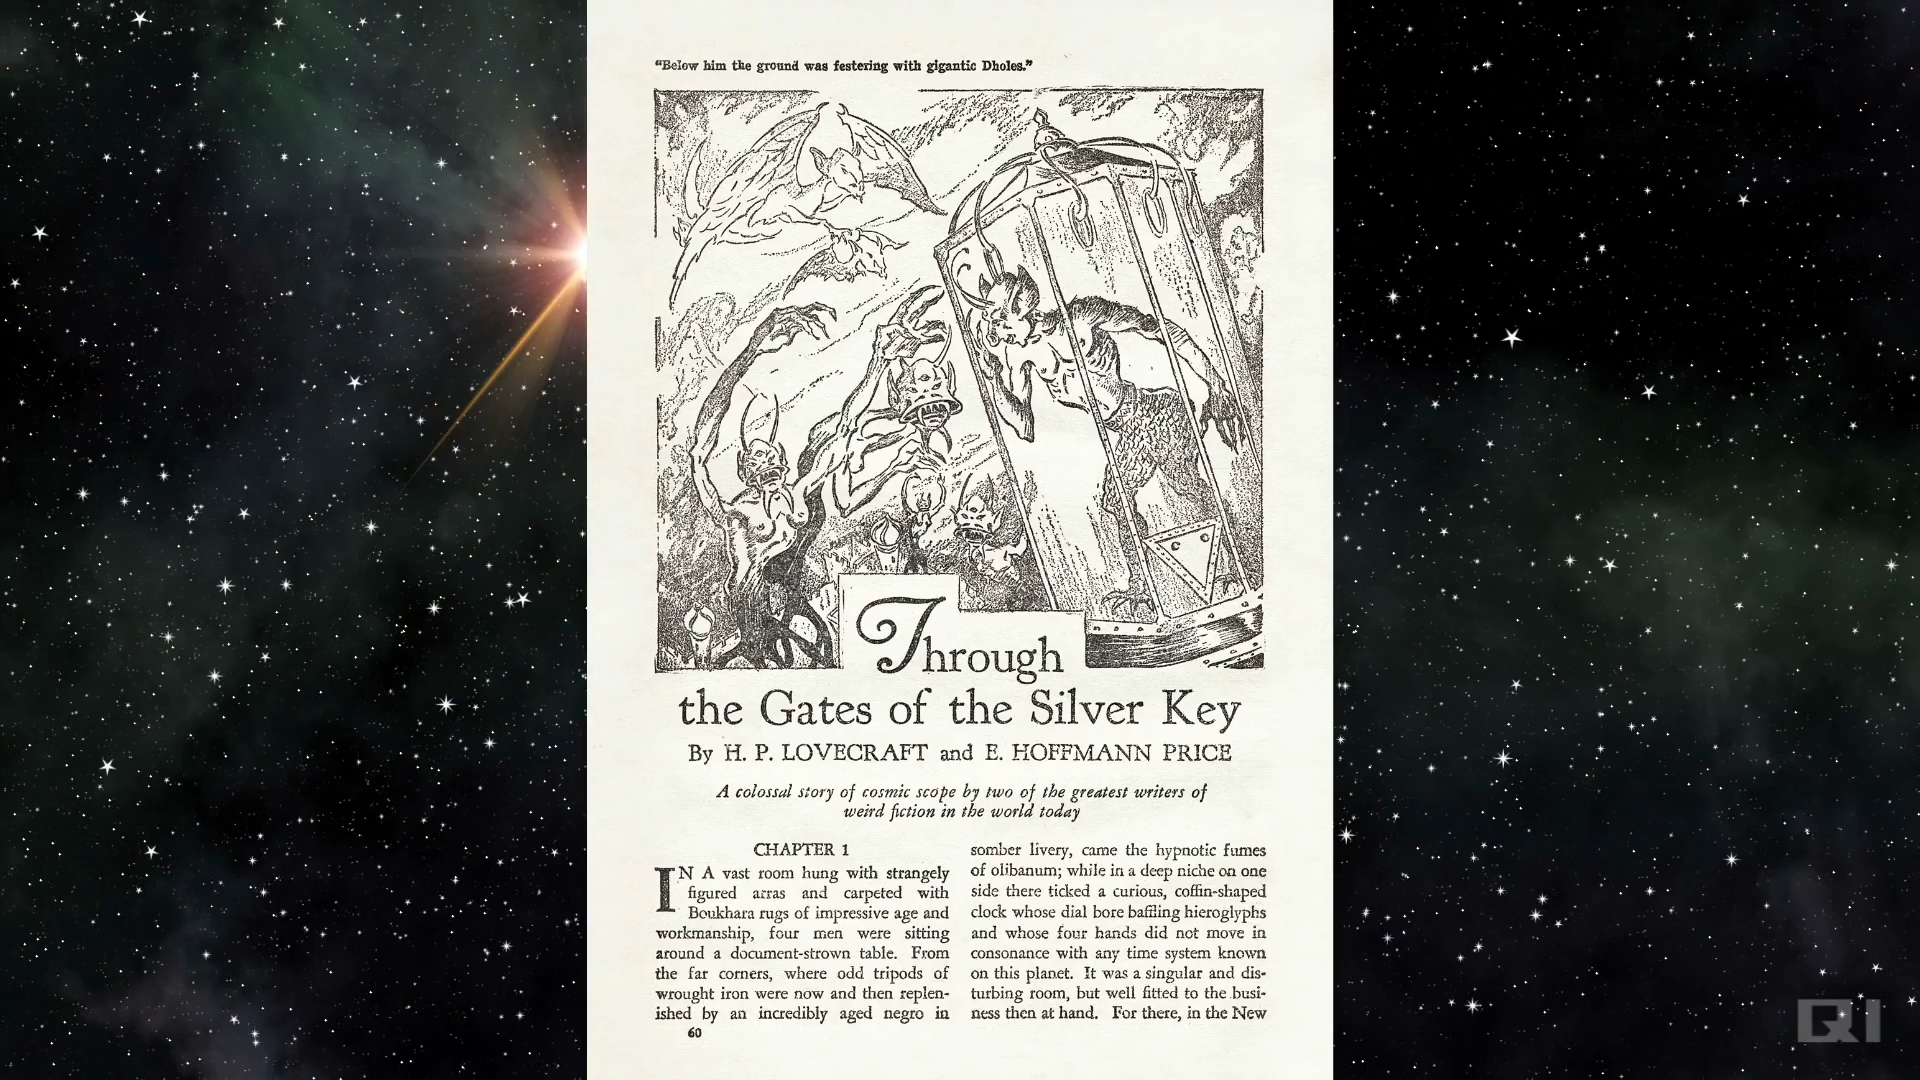 "Below him the ground was festering with gigantic Dholes."
Through
the Gates of the Silver Key
By H. P. LOVECRAFT and E. HOFFMANN PRICE
A colossal story of cosmic scope by two of the greatest writers of
weird fiction in the world today
CHAPTER 1
IN A vast room hung with strangely
figured arras and carpeted with
Boukhara rugs of impressive age and
workmanship, four men were sitting
around a document-strown table. From
the far corners, where odd tripods of
wrought iron were now and then replen-
ished by an incredibly aged negro in
somber livery, came the hypnotic fumes
of olibanum; while in a deep niche on one
side there ticked a curious, coffin-shaped
clock whose dial bore baffling hieroglyphs
and whose four hands did not move in
consonance with any time system known
on this planet. It was a singular and dis-
turbing room, but well fitted to the busi-
ness then at hand. For there, in the New
60
QI